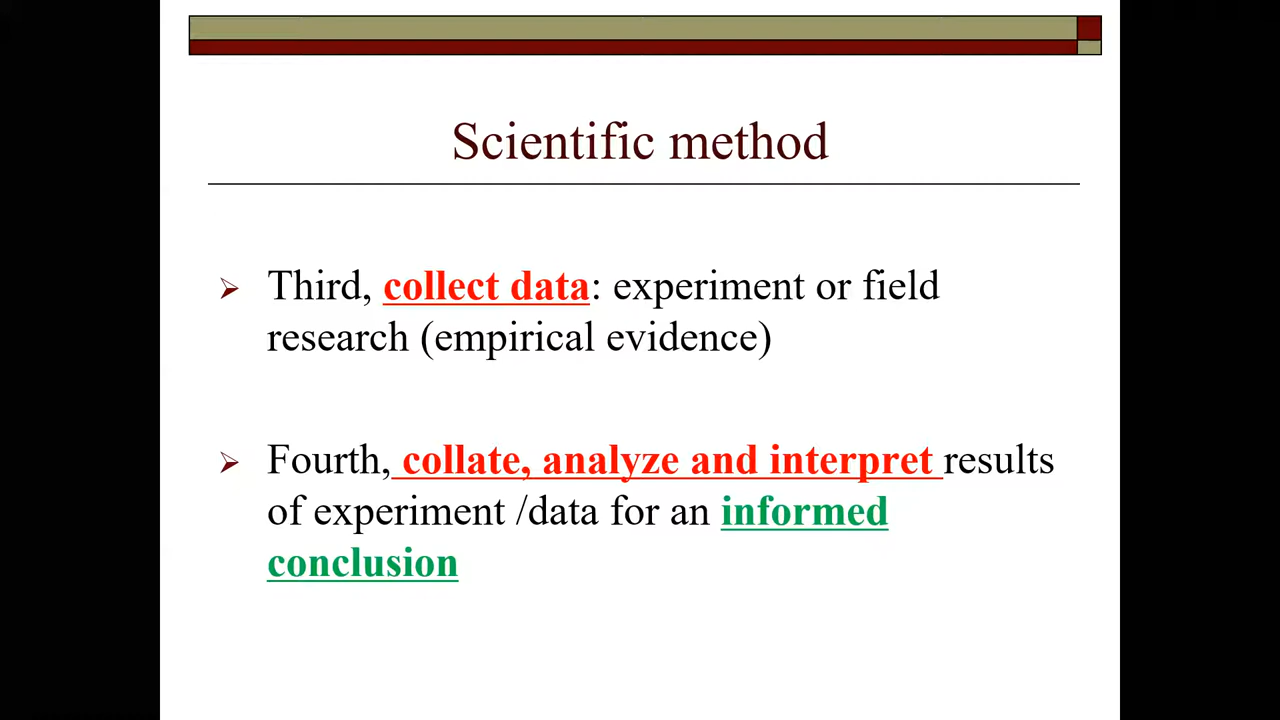 Scientific method
Third, collect data: experiment or field
research (empirical evidence)
Fourth, collate, analyze and interpret results
of experiment /data for an informed
conclusion